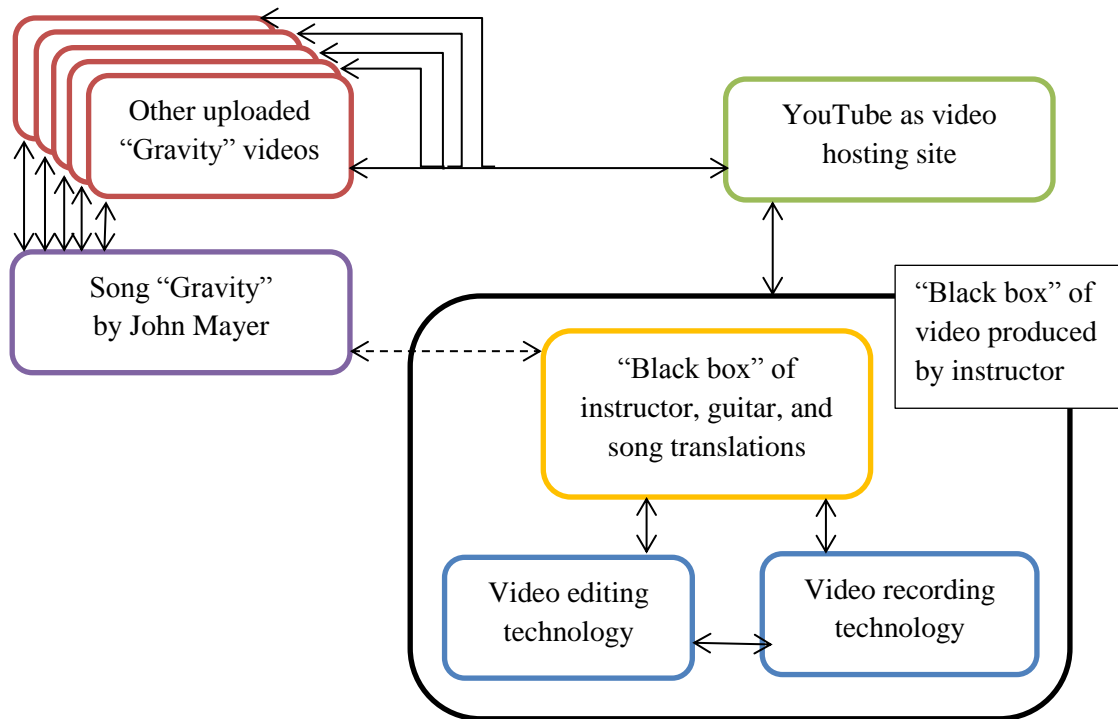 Other uploaded
“Gravity” videos
YouTube as video
hosting site
Song “Gravity”
by John Mayer
“Black box” of
video produced
by instructor
“Black box” of
instructor, guitar, and
song translations
Video editing
technology
Video recording
technology